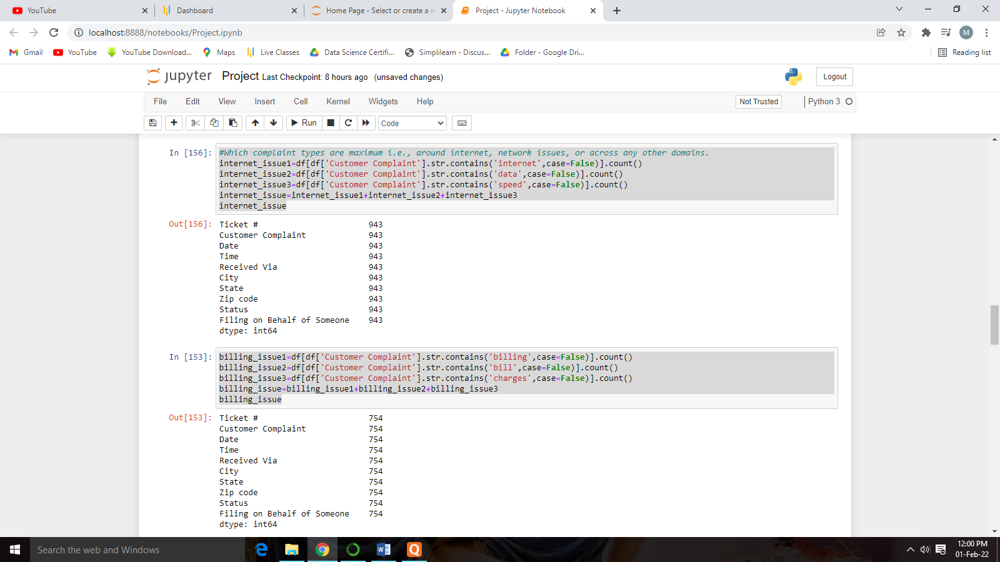 YouTube
Dashboard
Home Page - Select or create a n
Project - Jupyter Notebook
localhost:8888/notebooks/Project.ipynb
M
Gmail
YouTube
YouTube Download...
Maps
Live Classes
Data Science Certifi...
Simplilearn - Discus...
Folder - Google Dri...
Reading list
jupyter
Project Last Checkpoint: 8 hours ago (unsaved changes)
Logout
File
Edit
View
Insert
Cell
Kernel
Widgets
Help
Not Trusted
Python 3
Run
Code
In [156]:
#Which complaint types are maximum i.e., around internet, network issues, or across any other domains.
internet_issue1=df[df['Customer Complaint'].str.contains('internet',case=False)].count()
internet_issue2=df[df['Customer Complaint'].str.contains('data',case=False)].count()
internet_issue3=df[df['Customer Complaint'].str.contains('speed',case=False)].count()
internet_issue=internet_issue1+internet_issue2+internet_issue3
internet_issue
Out[156]:
Ticket # 943
Customer Complaint 943
Date 943
Time 943
Received Via 943
City 943
State 943
Zip code 943
Status 943
Filing on Behalf of Someone 943
dtype: int64
In [153]:
billing_issue1=df[df['Customer Complaint'].str.contains('billing',case=False)].count()
billing_issue2=df[df['Customer Complaint'].str.contains('bill',case=False)].count()
billing_issue3=df[df['Customer Complaint'].str.contains('charges',case=False)].count()
billing_issue=billing_issue1+billing_issue2+billing_issue3
billing_issue
Out[153]:
Ticket # 754
Customer Complaint 754
Date 754
Time 754
Received Via 754
City 754
State 754
Zip code 754
Status 754
Filing on Behalf of Someone 754
dtype: int64
Search the web and Windows
12:00 PM
01-Feb-22